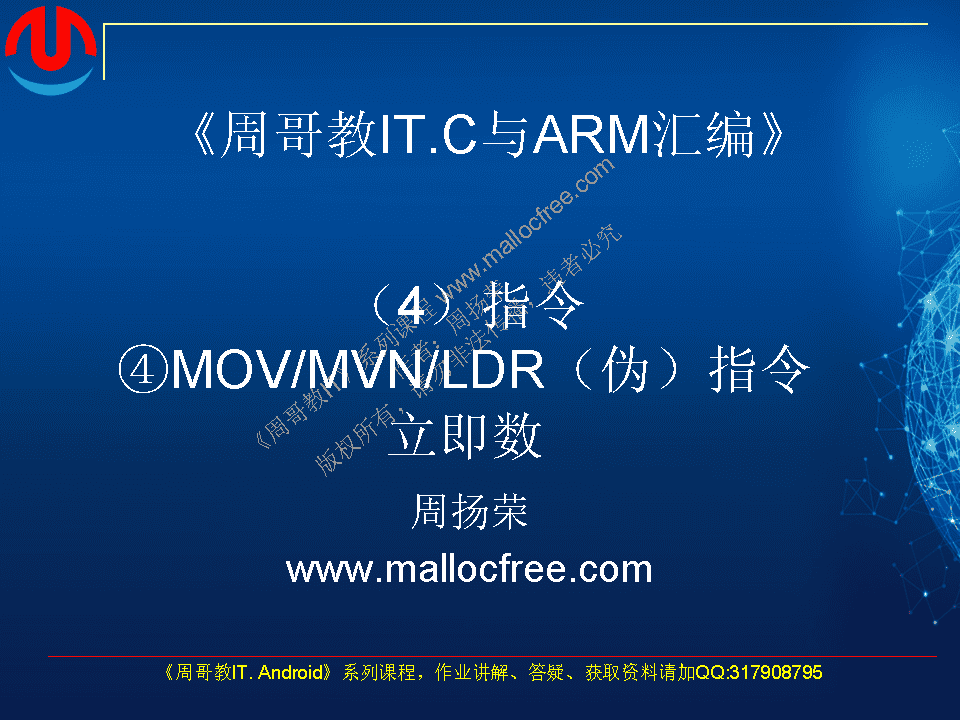 《周哥教IT.C与ARM汇编》
（4）指令
④MOV/MVN/LDR（伪）指令
立即数
周扬荣
www.mallocfree.com
《周哥教IT. Android》系列课程，作业讲解、答疑、获取资料请加QQ:317908795